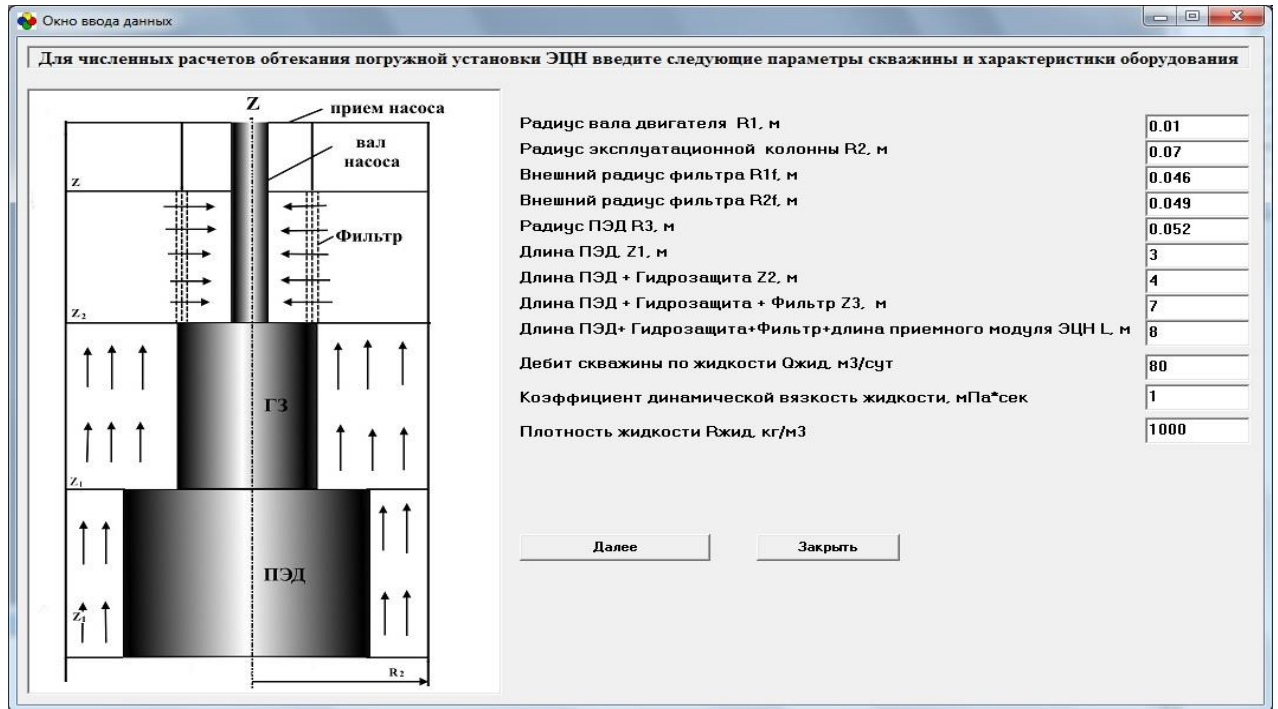 Окно ввода данных
Для численных расчетов обтекания погружной установки ЭЦН введите следующие параметры скважины и характеристики оборудования
Z
прием насоса
вал
насоса
Z
Фильтр
Z₂
ГЗ
Z₁
ПЭД
Z₁
R₂
Радиус вала двигателя R1, м
0.01
Радиус эксплуатационной колонны R2, м
0.07
Внешний радиус фильтра R1f, м
0.046
Внешний радиус фильтра R2f, м
0.049
Радиус ПЭД R3, м
0.052
Длина ПЭД, Z1, м
3
Длина ПЭД + Гидрозащита Z2, м
4
Длина ПЭД + Гидрозащита + Фильтр Z3, м
7
Длина ПЭД+ Гидрозащита+Фильтр+длина приемного модуля ЭЦН L, м
8
Дебит скважины по жидкости Qжид, м3/сут
80
Коэффициент динамической вязкость жидкости, мПа*сек
1
Плотность жидкости Rжид, кг/м3
1000
Далее
Закрыть